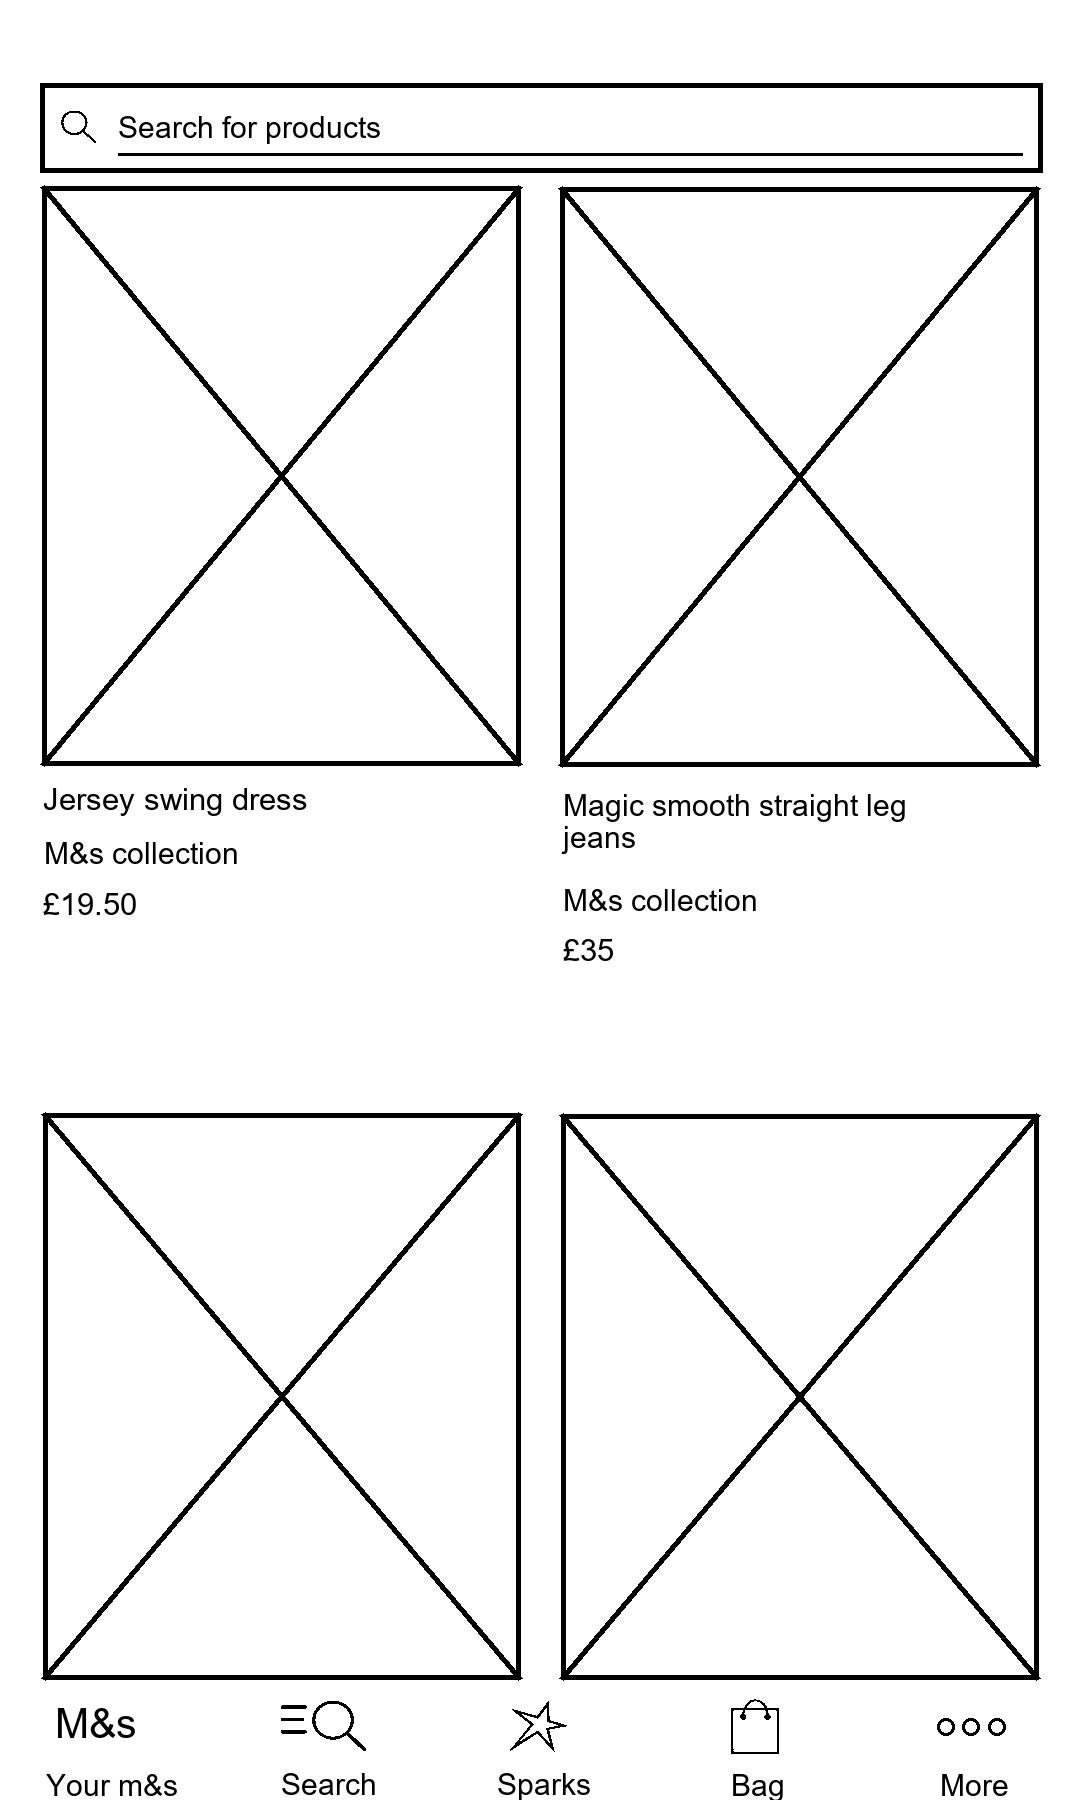 Search for products
Jersey swing dress
M&s collection
£19.50
Magic smooth straight leg
jeans
M&s collection
£35
M&s
Your m&s
Search
Sparks
Bag
More